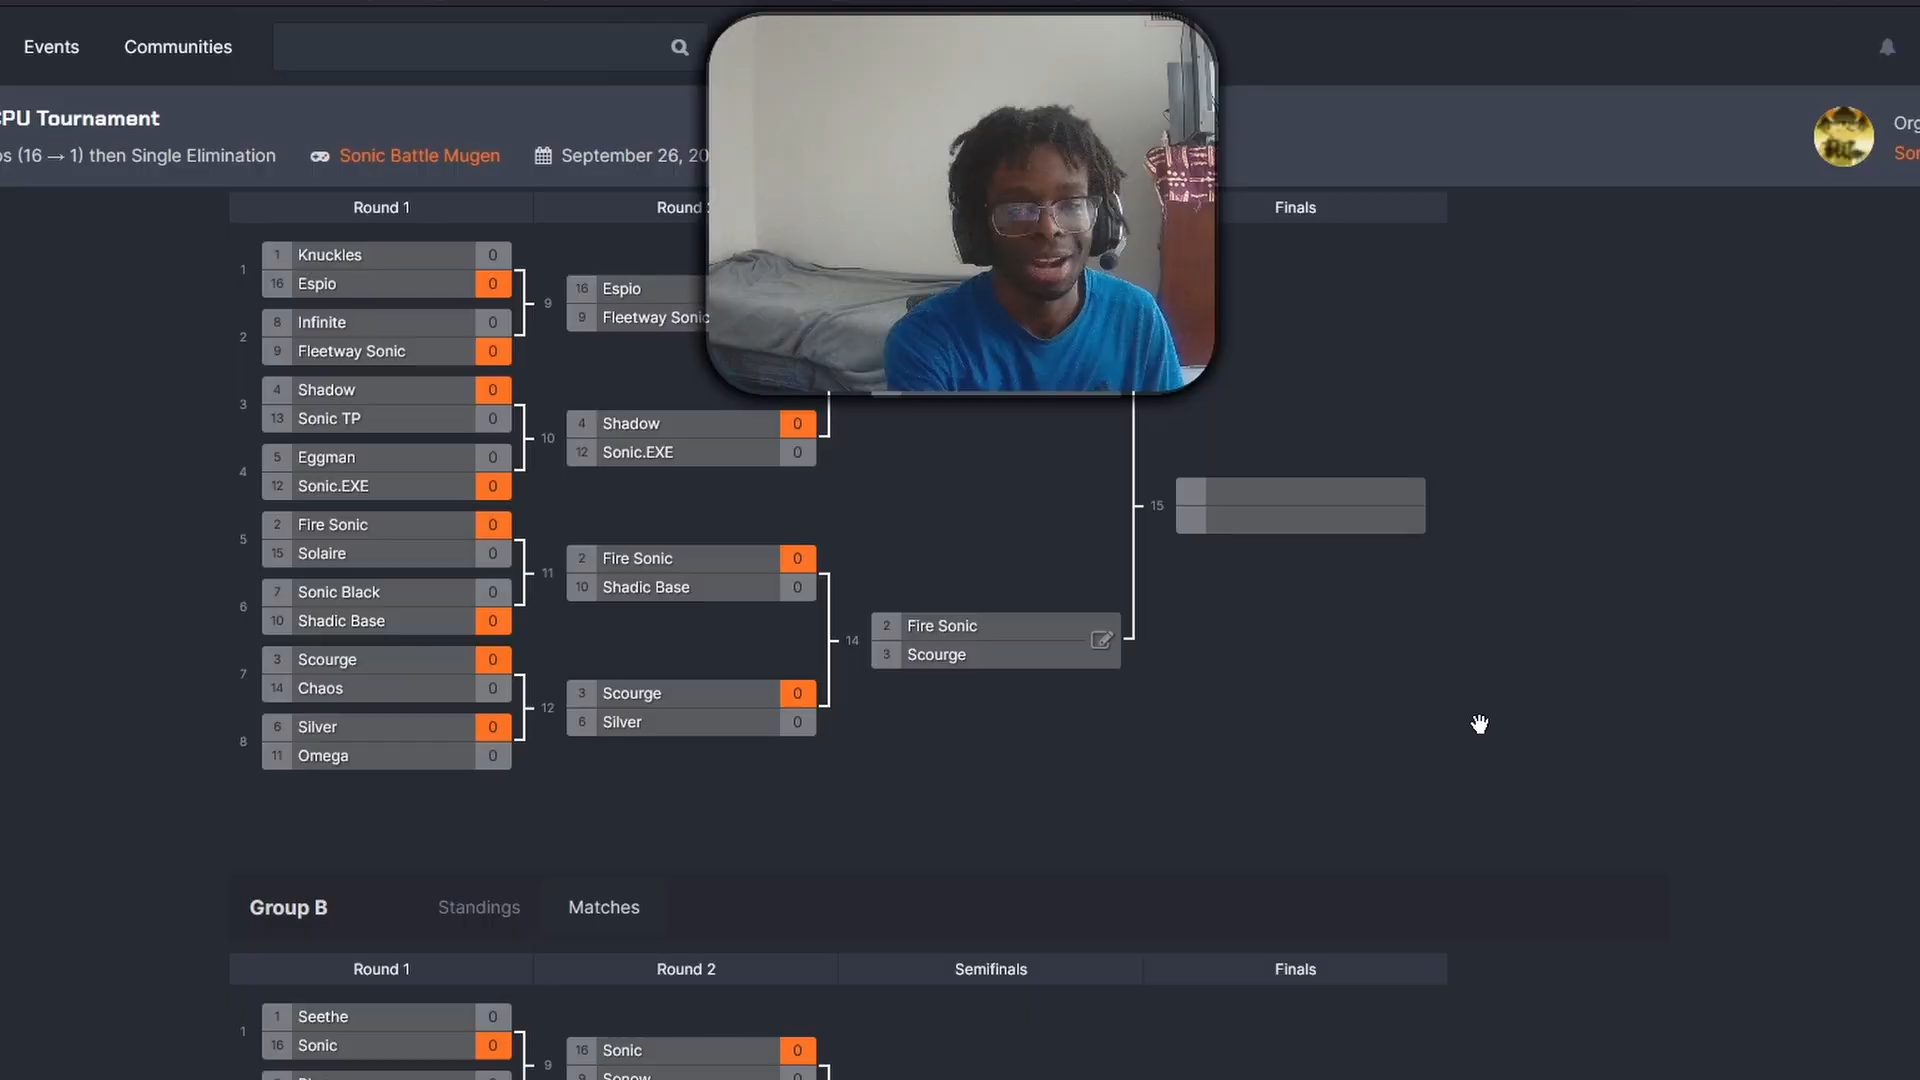 Events
Communities
CPU Tournament
(16 → 1) then Single Elimination
Sonic Battle Mugen
September 26, 20
Round 1
Round
Finals
1
1 Knuckles 0
16 Espio 0
2
8 Infinite 0
9 Fleetway Sonic 0
3
4 Shadow 0
13 Sonic TP 0
4
5 Eggman 0
12 Sonic.EXE 0
5
2 Fire Sonic 0
15 Solaire 0
6
7 Sonic Black 0
10 Shadic Base 0
7
3 Scourge 0
14 Chaos 0
8
6 Silver 0
11 Omega 0
9
16 Espio
9 Fleetway Sonic
10
4 Shadow 0
12 Sonic.EXE 0
11
2 Fire Sonic 0
10 Shadic Base 0
12
3 Scourge 0
6 Silver 0
14
2 Fire Sonic
3 Scourge
15
Group B
Standings
Matches
Round 1
Round 2
Semifinals
Finals
1
1 Seethe 0
16 Sonic 0
9
16 Sonic 0